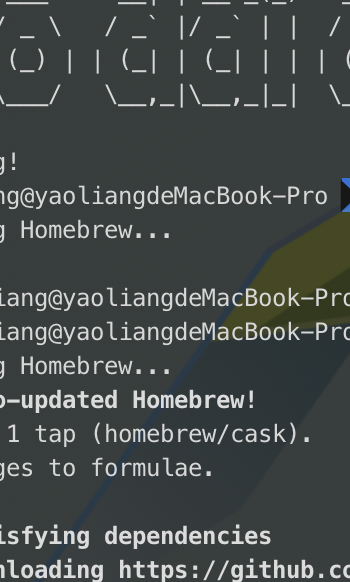 g!
ng@yaoliangdeMacBook-Pro
g Homebrew...
iang@yaoliangdeMacBook-Pro
iang@yaoliangdeMacBook-Pro
g Homebrew...
o-updated Homebrew!
1 tap (homebrew/cask).
ges to formulae.
isfying dependencies
nloading https://github.co